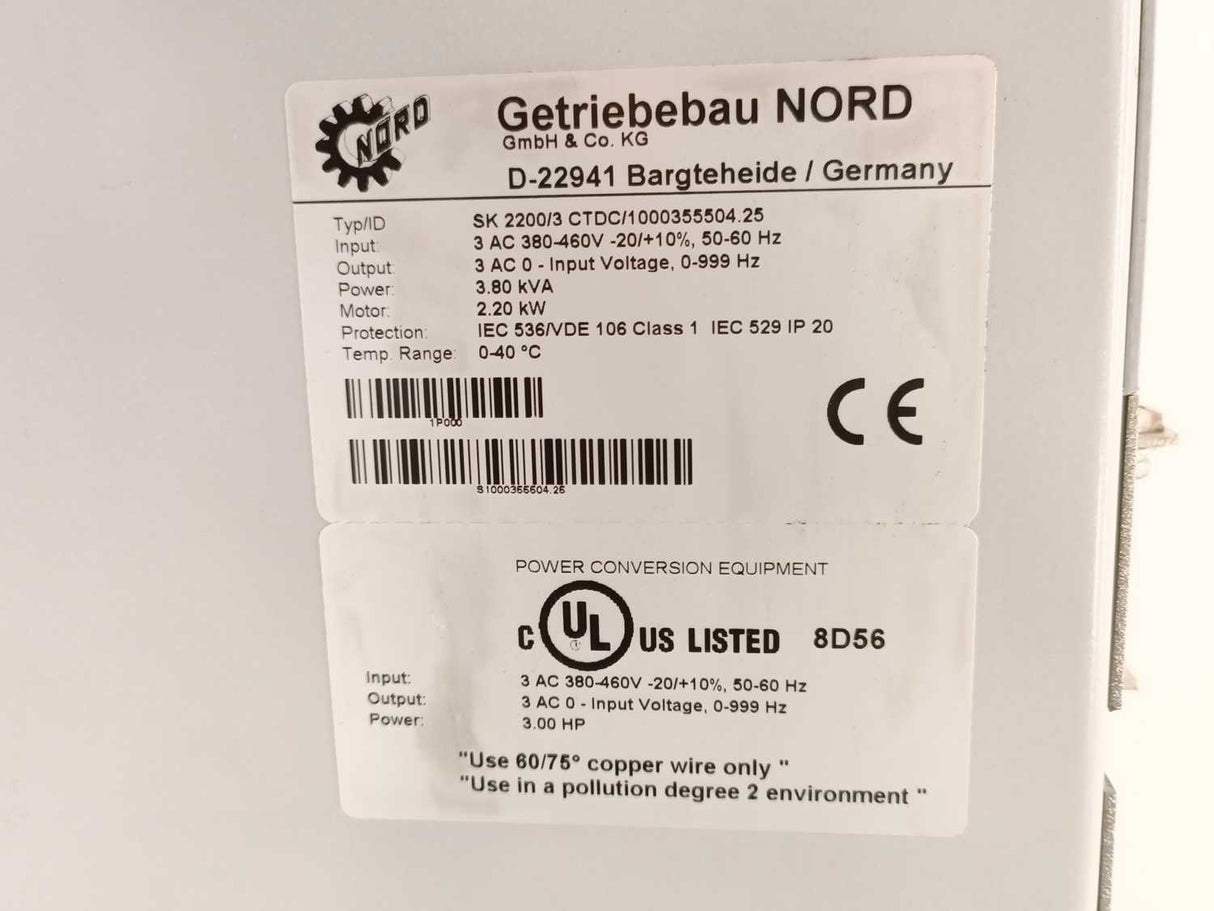 NORD
Getriebebau NORD
GmbH & Co. KG
D-22941 Bargteheide / Germany
Typ/ID SK 2200/3 CTDC/1000355504.25
Input: 3 AC 380-460V -20/+10%, 50-60 Hz
Output: 3 AC 0 - Input Voltage, 0-999 Hz
Power: 3.80 kVA
Motor: 2.20 kW
Protection: IEC 536/VDE 106 Class 1 IEC 529 IP 20
Temp. Range: 0-40 °C
1P000
CE
S1000355504.25
POWER CONVERSION EQUIPMENT
C UL US LISTED 8D56
Input: 3 AC 380-460V -20/+10%, 50-60 Hz
Output: 3 AC 0 - Input Voltage, 0-999 Hz
Power: 3.00 HP
"Use 60/75° copper wire only "
"Use in a pollution degree 2 environment "